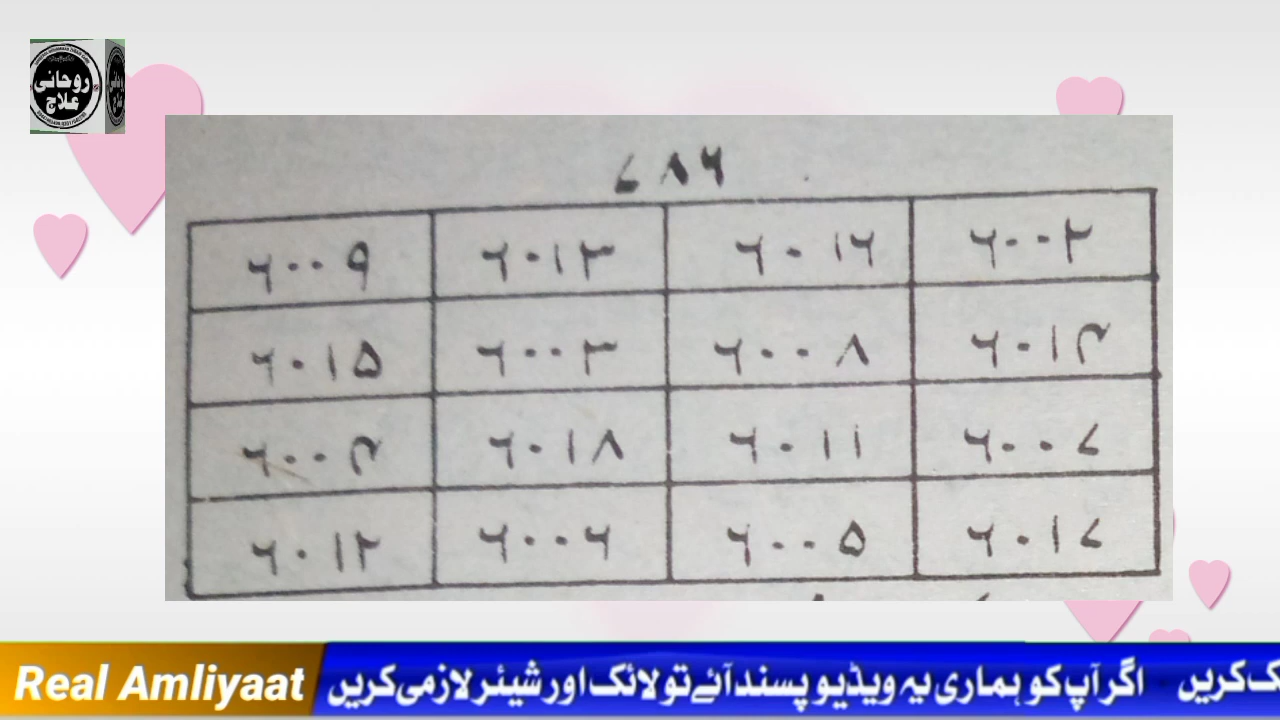 روحانی
علاج
۷۸۶
۶۰۰۲ ۶۰۱۶ ۶۰۱۳ ۶۰۰۹
۶۰۱۴ ۶۰۰۸ ۶۰۰۳ ۶۰۱۵
۶۰۰۷ ۶۰۱۱ ۶۰۱۸ ۶۰۰۴
۶۰۱۷ ۶۰۰۵ ۶۰۰۶ ۶۰۱۲
Real Amliyaat
کریں اگر آپ کو ہماری یہ ویڈیو پسند آئے تو لائک اور شیئر لازمی کریں